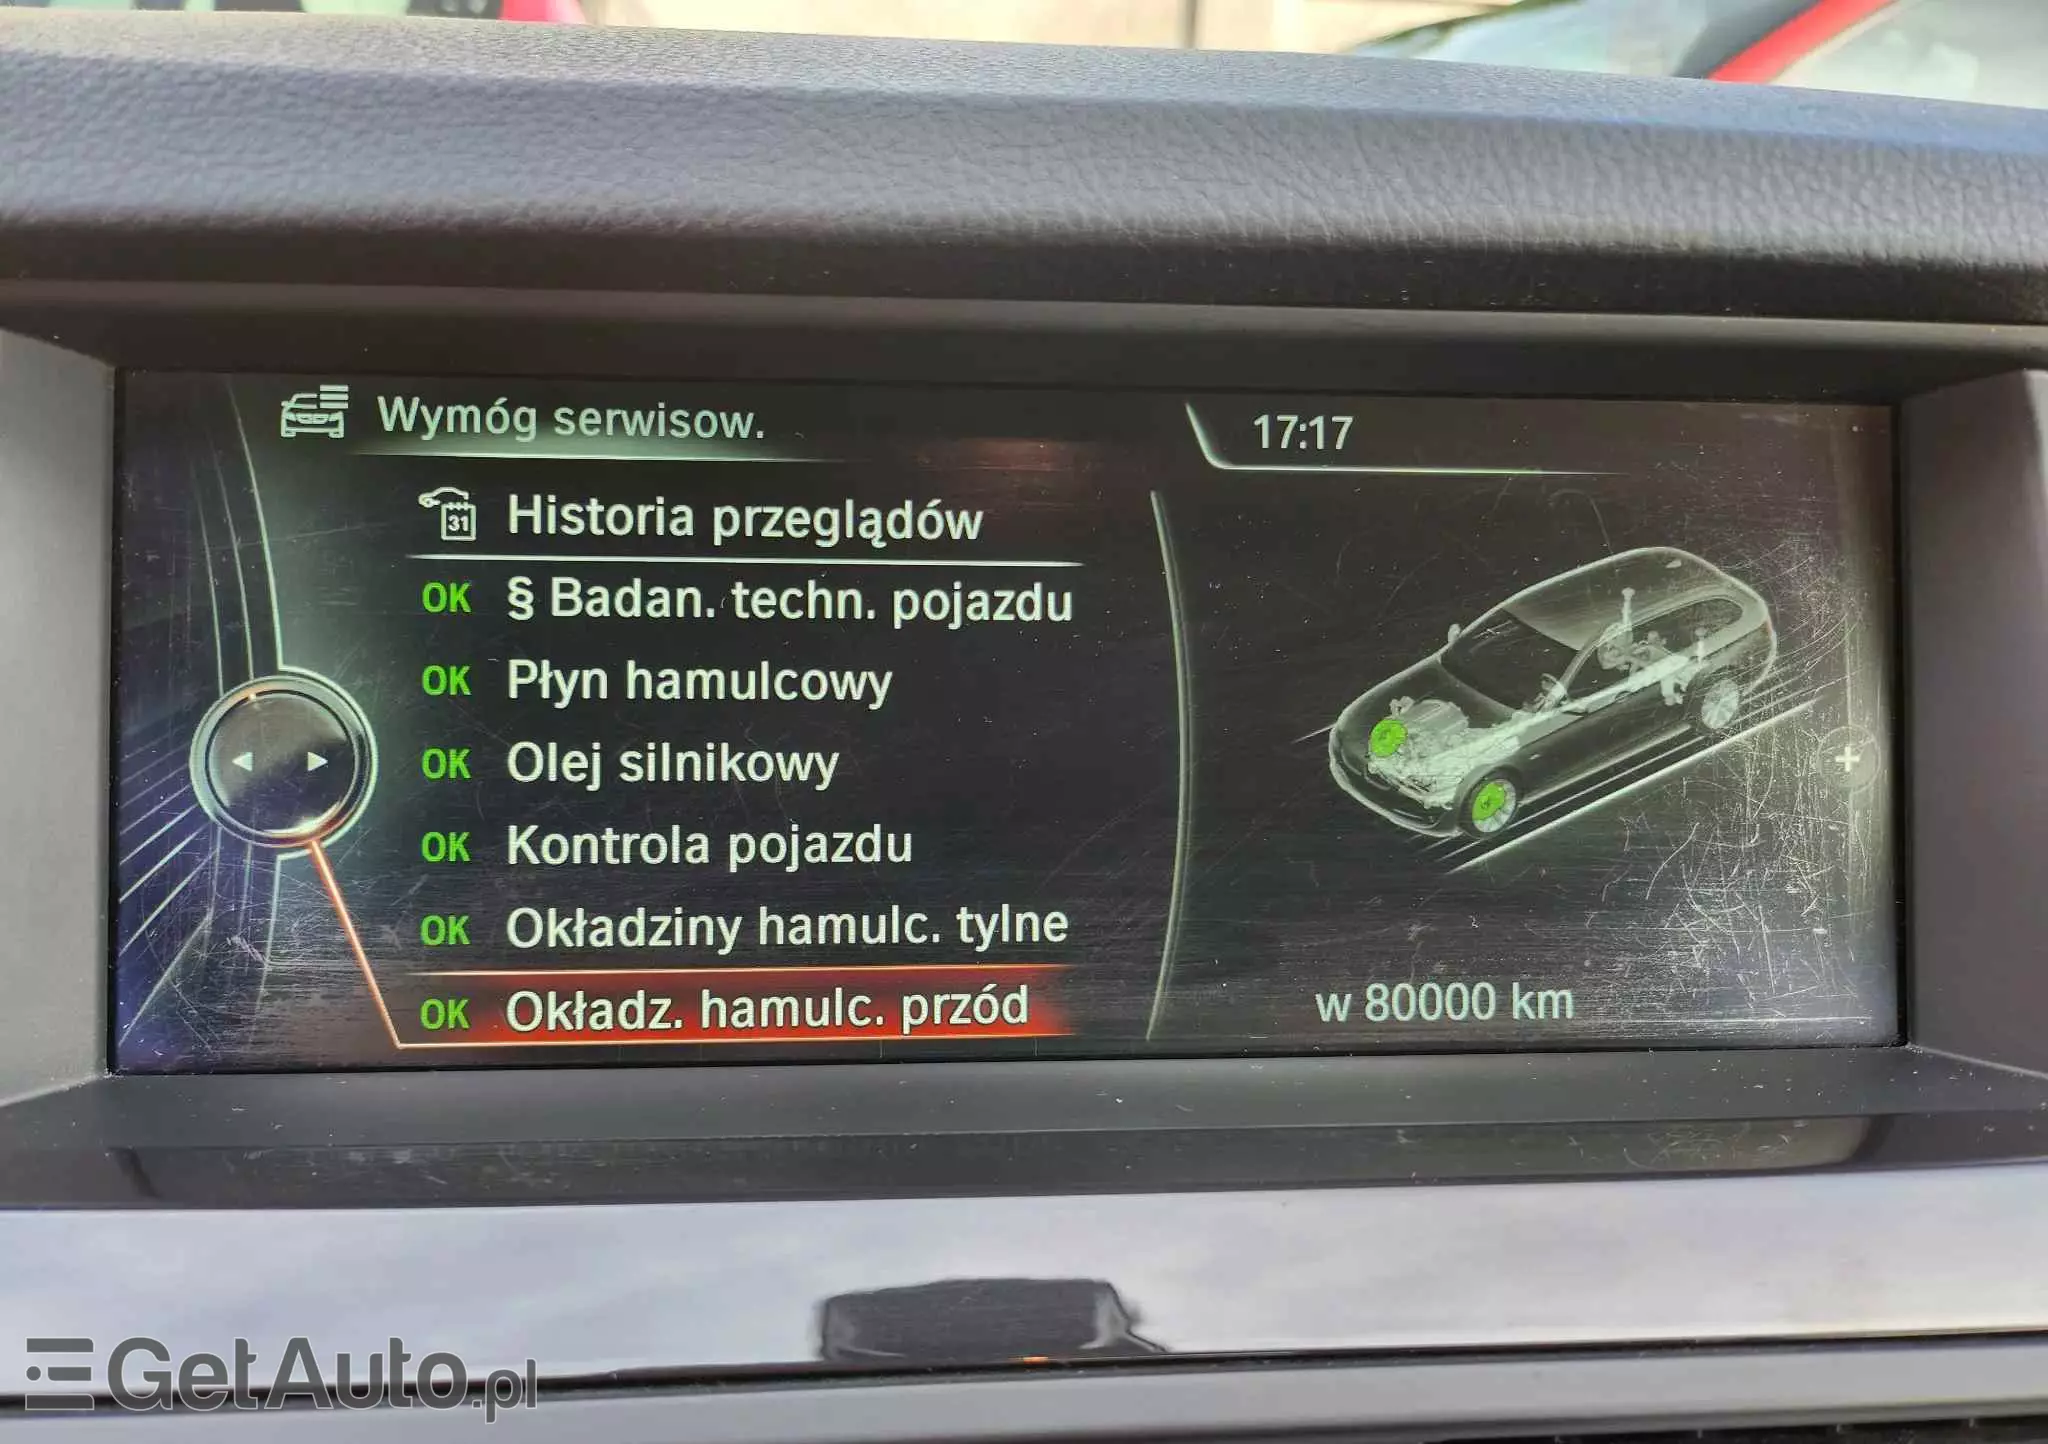 Wymóg serwisow.
17:17
31 Historia przeglądów
OK § Badan. techn. pojazdu
OK Płyn hamulcowy
OK Olej silnikowy
OK Kontrola pojazdu
OK Okładziny hamulc. tylne
OK Okładz. hamulc. przód
w 80000 km
GetAuto.pl